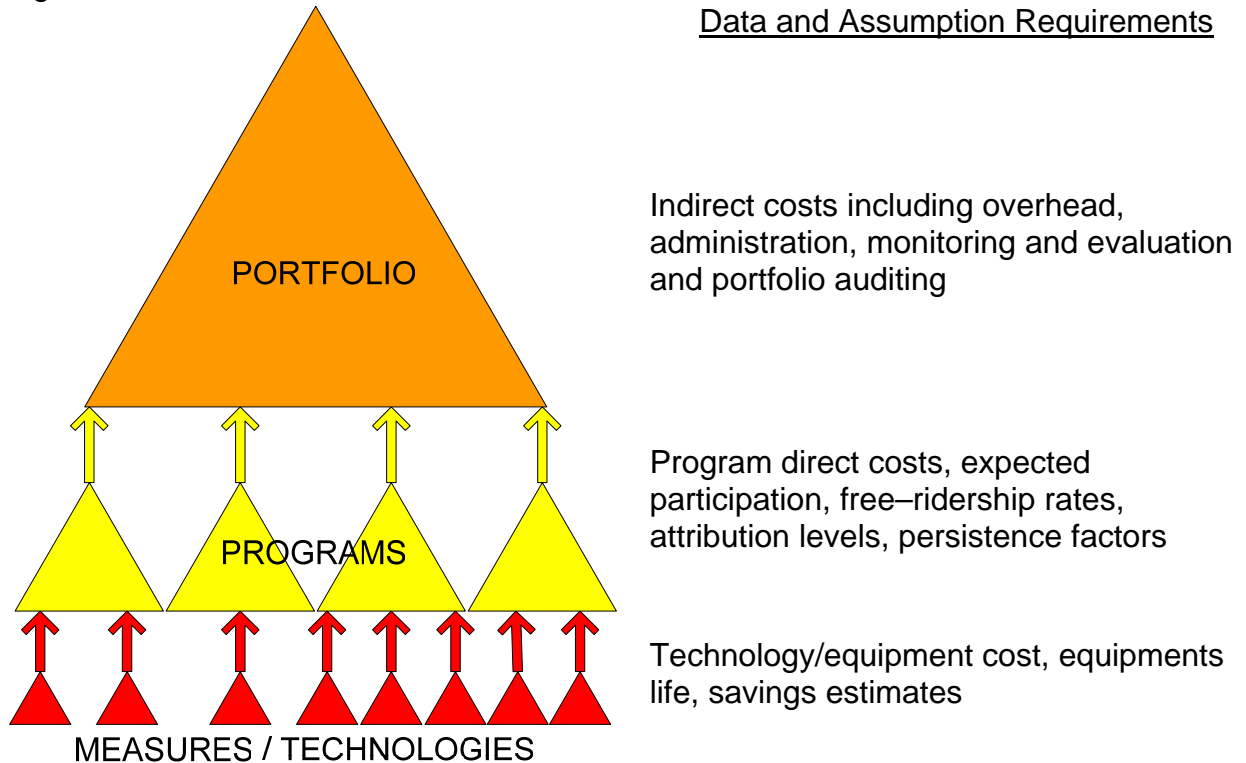 Data and Assumption Requirements
Indirect costs including overhead,
administration, monitoring and evaluation
and portfolio auditing
PORTFOLIO
Program direct costs, expected
participation, free–ridership rates,
attribution levels, persistence factors
PROGRAMS
Technology/equipment cost, equipments
life, savings estimates
MEASURES / TECHNOLOGIES